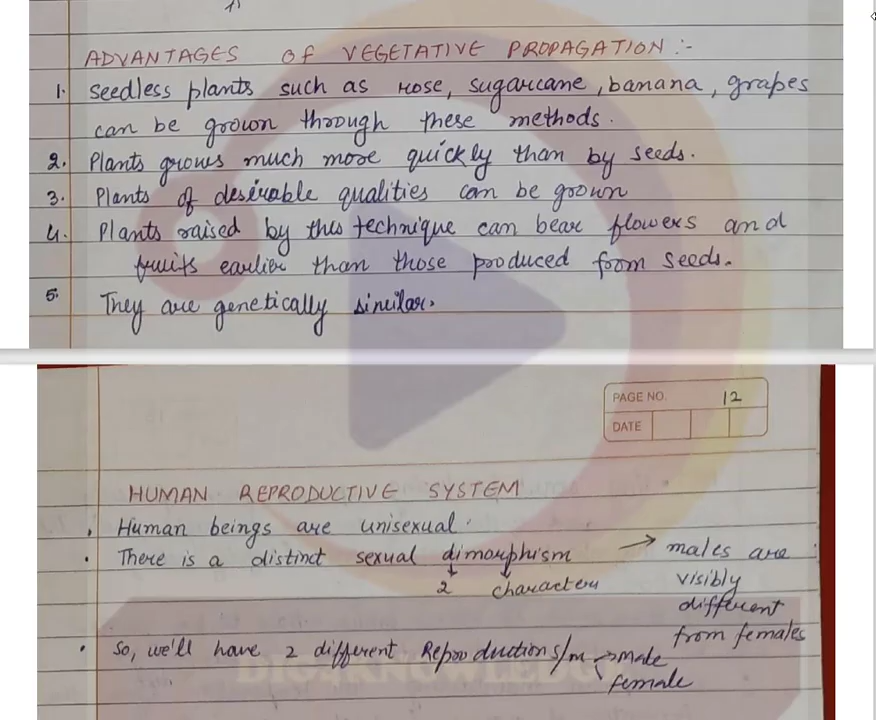 ADVANTAGES OF VEGETATIVE PROPAGATION :-
1. Seedless plants such as rose, sugarcane, banana, grapes
can be grown through these methods.
2. Plants grows much more quickly than by seeds.
3. Plants of desirable qualities can be grown
4. Plants raised by this technique can bear flowers and
fruits earlier than those produced from seeds.
5. They are genetically similar.
PAGE NO. 12
DATE
HUMAN REPRODUCTIVE SYSTEM
• Human beings are unisexual.
• There is a distinct sexual dimorphism → males are
2 characters visibly
different
from females
• So, we'll have 2 different Reproduction s/m → male
female